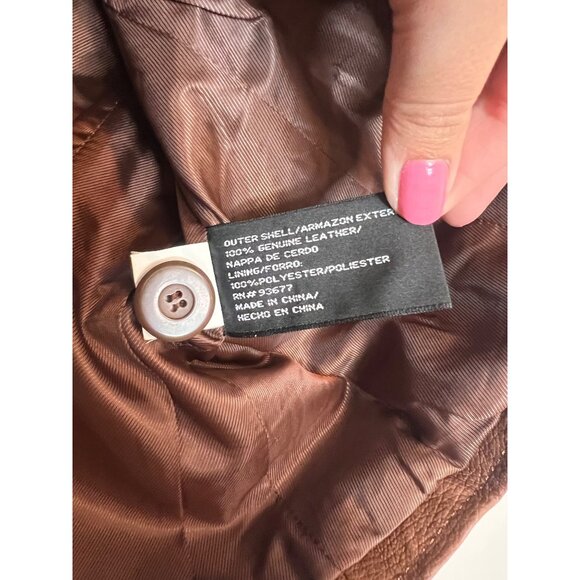 OUTER SHELL/ARMAZON EXTER
100% GENUINE LEATHER/
NAPPA DE CERDO
LINING/FORRO:
100%POLYESTER/POLIESTER
RN# 93677
MADE IN CHINA/
HECHO EN CHINA